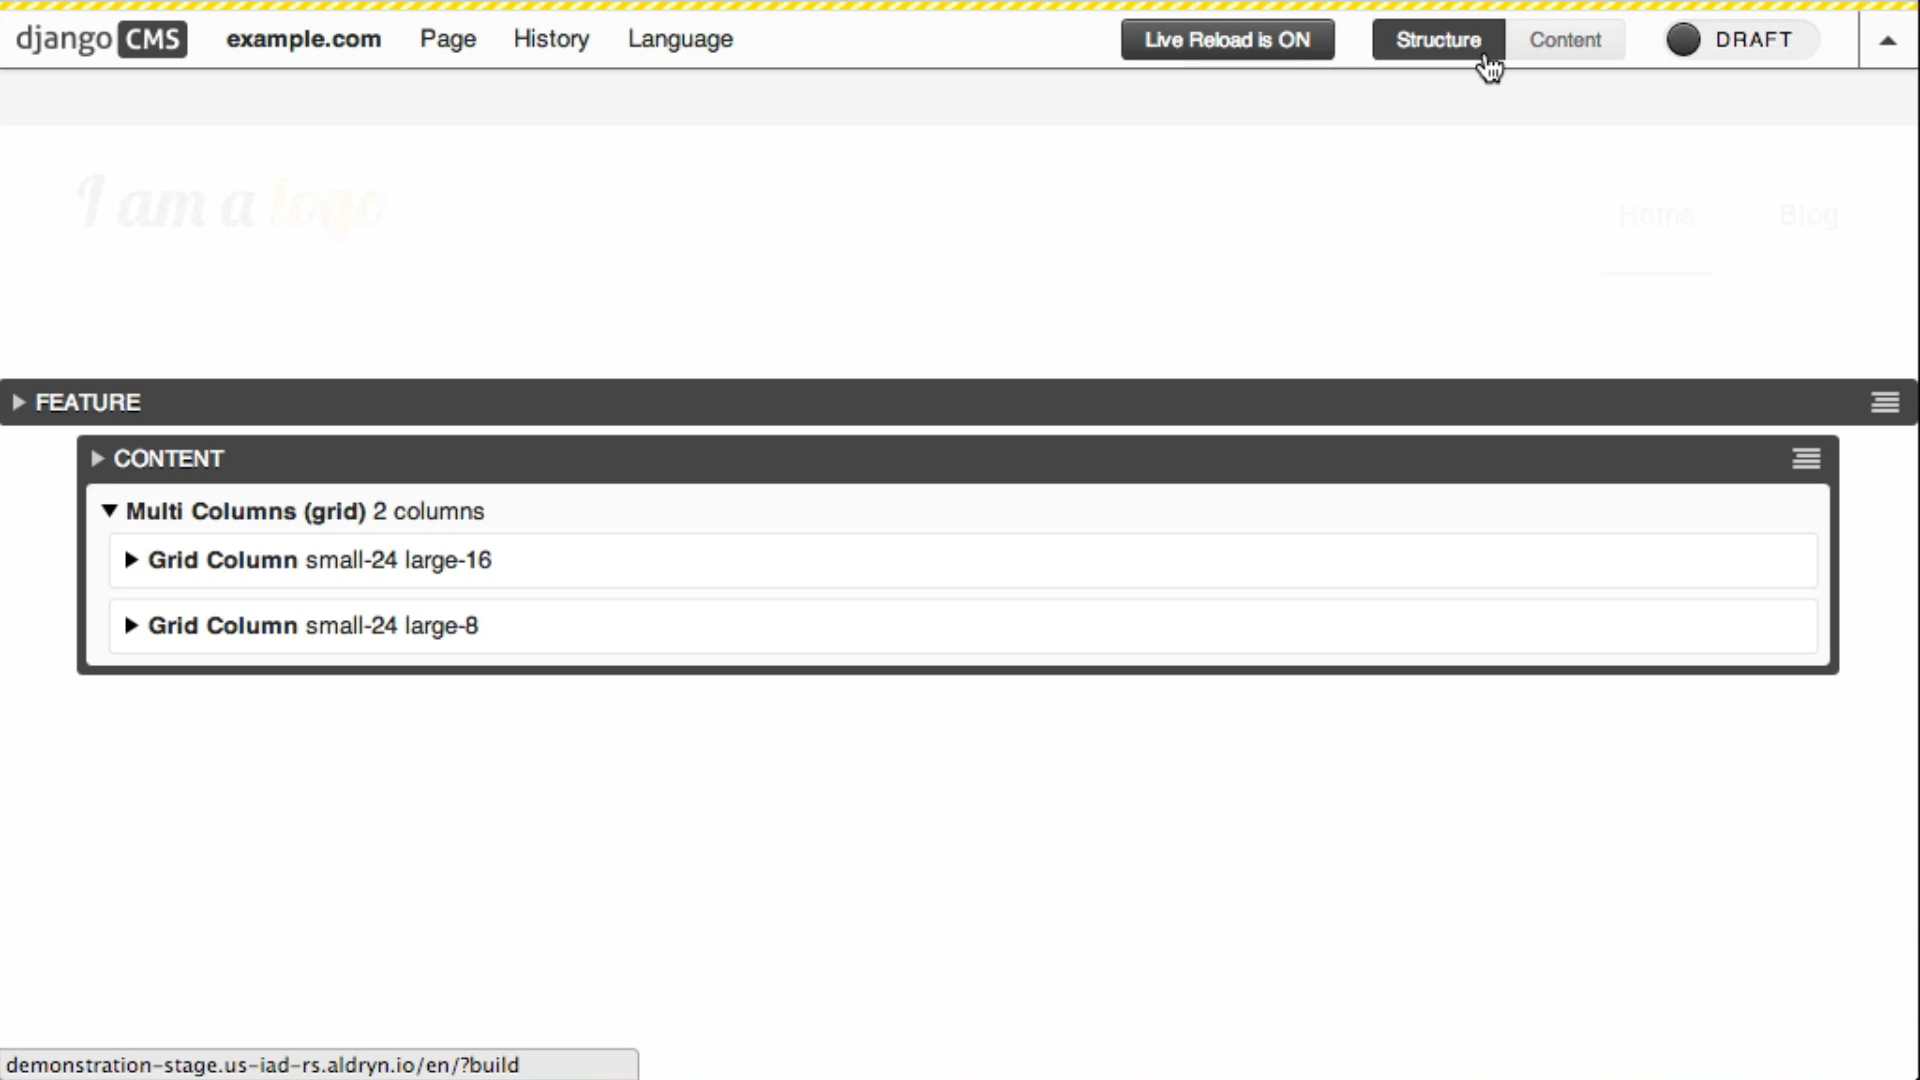 django CMS example.com Page History Language Live Reload is ON Structure Content DRAFT
I am a logo
Home Blog
FEATURE
CONTENT
Multi Columns (grid) 2 columns
Grid Column small-24 large-16
Grid Column small-24 large-8
demonstration-stage.us-iad-rs.aldryn.io/en/?build